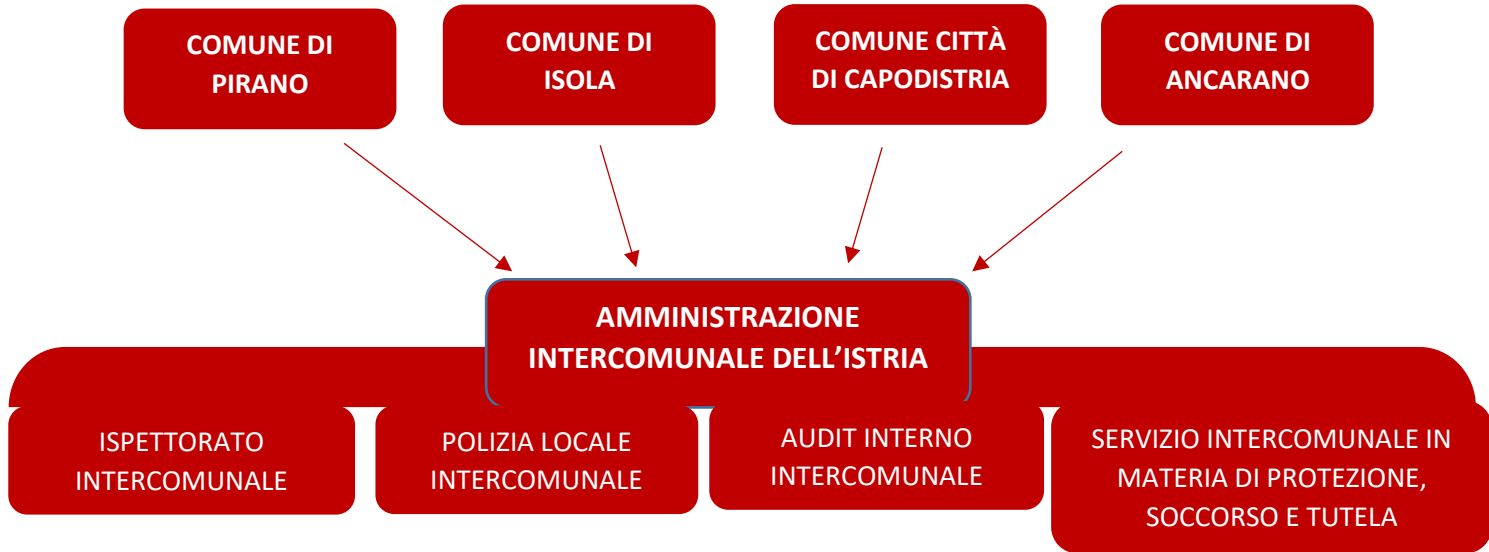 COMUNE DI
PIRANO
COMUNE DI
ISOLA
COMUNE CITTÀ
DI CAPODISTRIA
COMUNE DI
ANCARANO
AMMINISTRAZIONE
INTERCOMUNALE DELL’ISTRIA
ISPETTORATO
INTERCOMUNALE
POLIZIA LOCALE
INTERCOMUNALE
AUDIT INTERNO
INTERCOMUNALE
SERVIZIO INTERCOMUNALE IN
MATERIA DI PROTEZIONE,
SOCCORSO E TUTELA